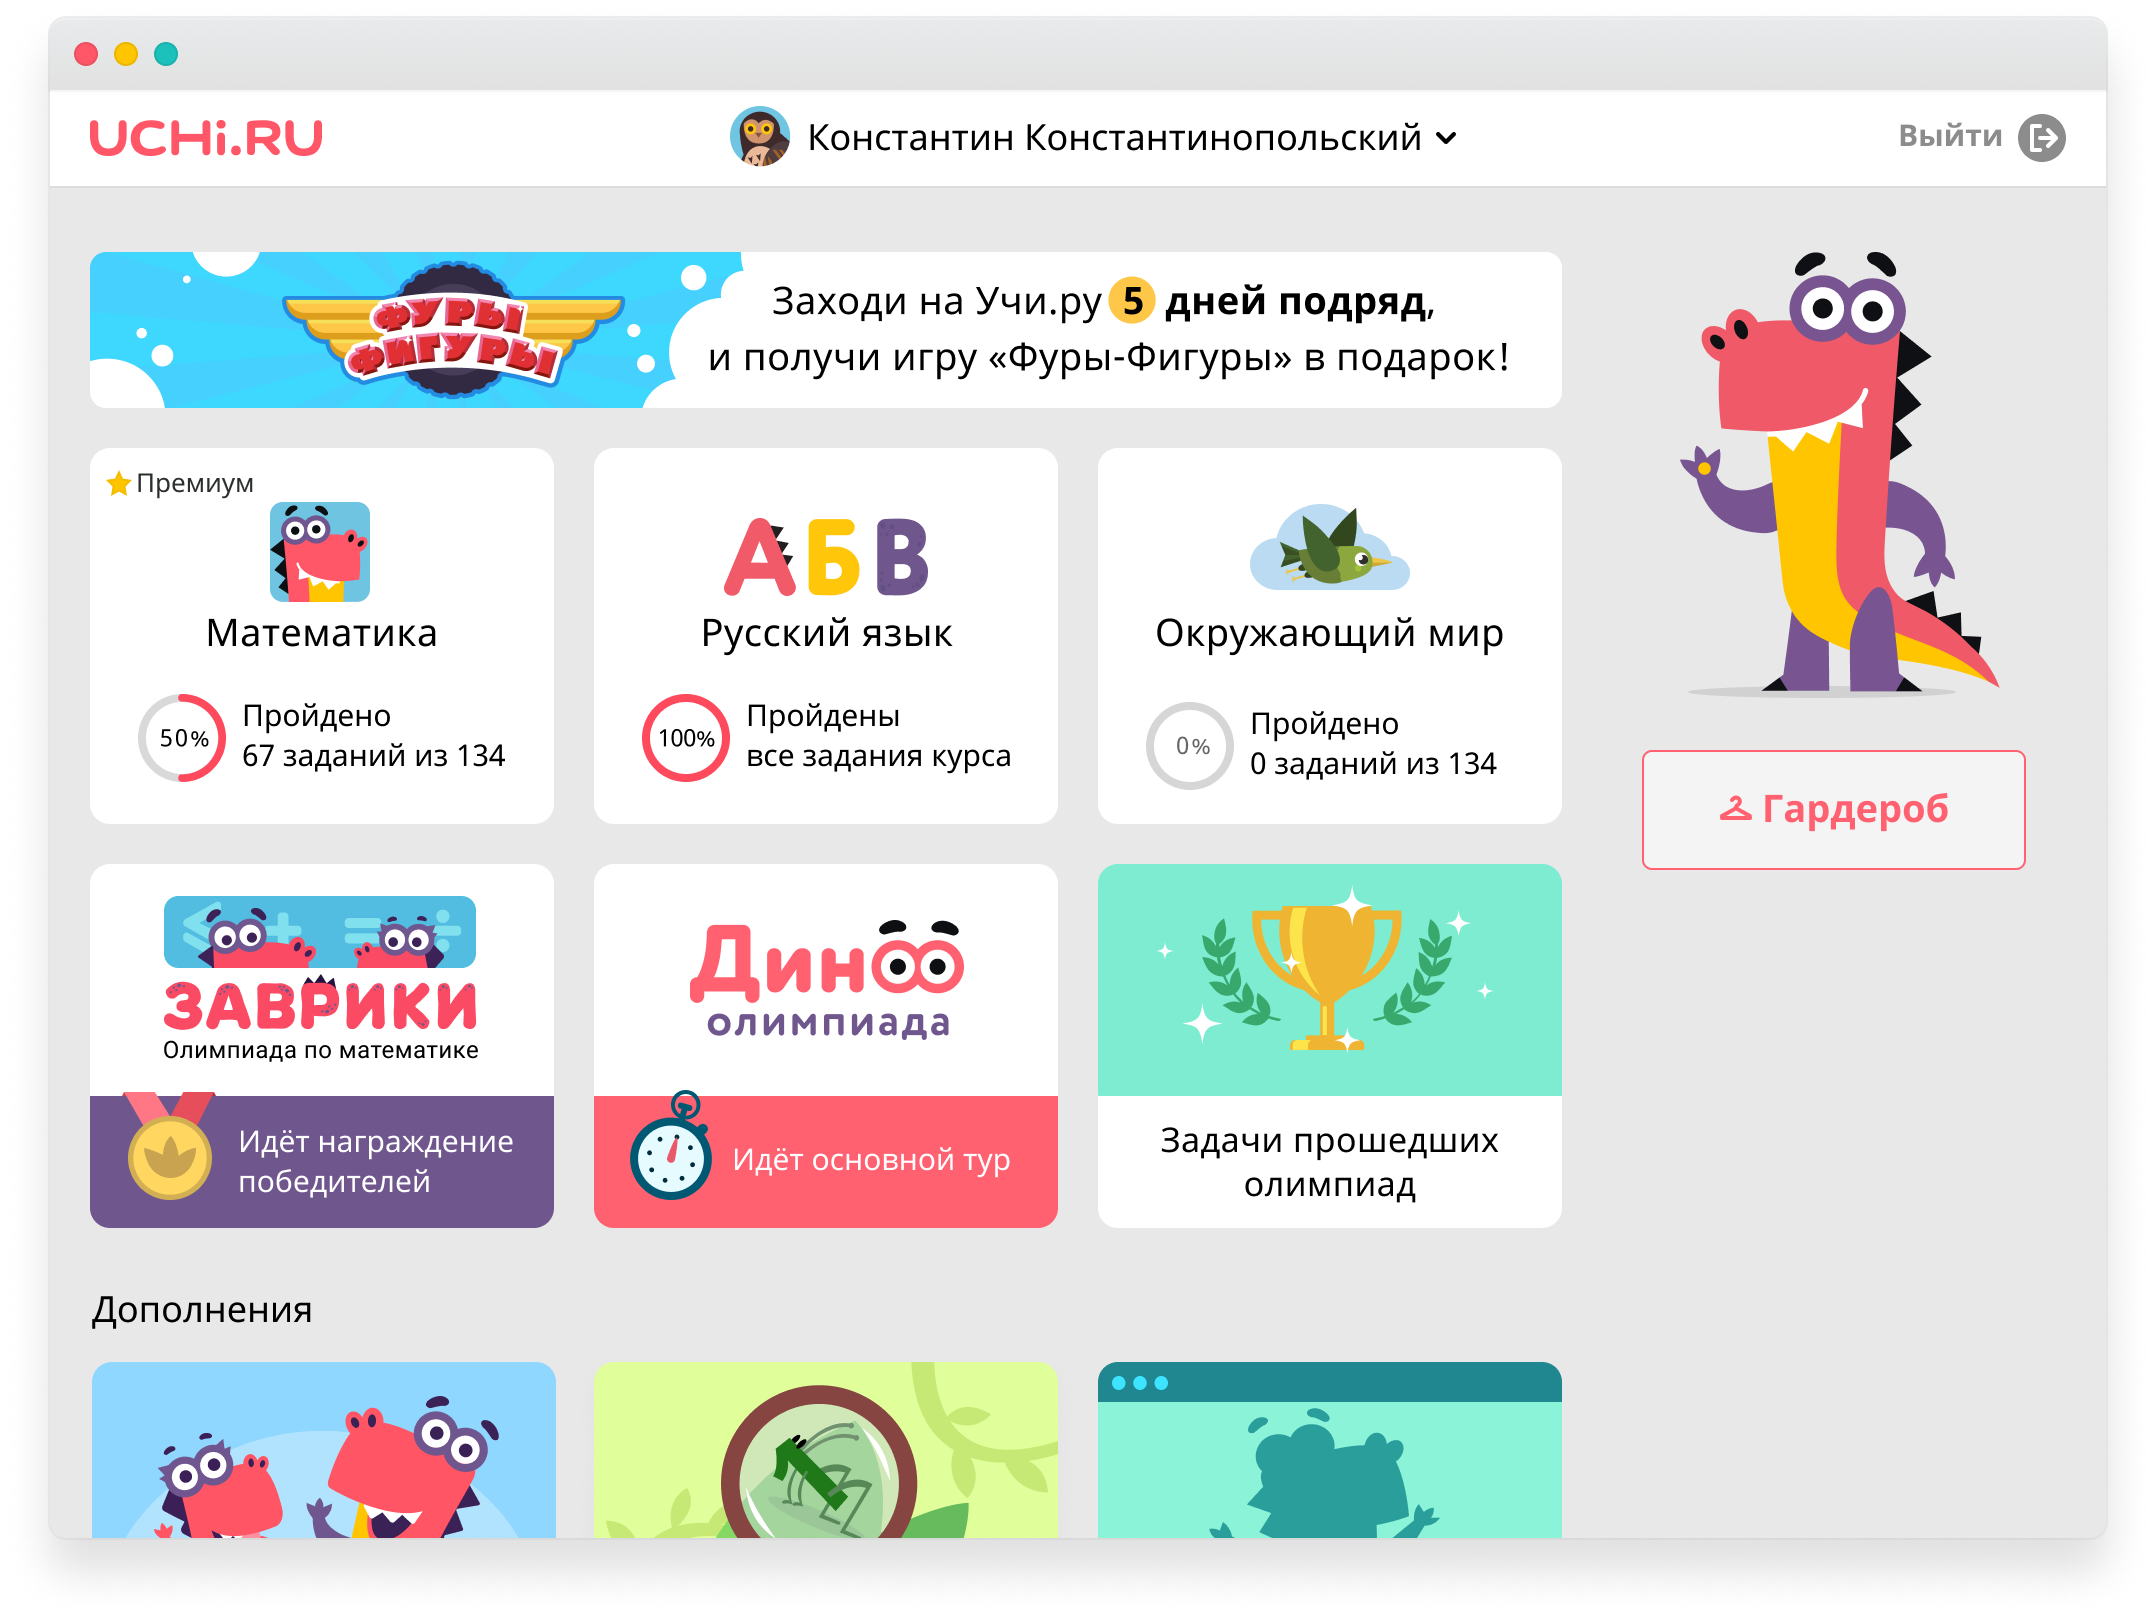 UCHi.RU
Константин Константинопольский
Выйти
ФУРЫ
ФИГУРЫ
Заходи на Учи.ру 5 дней подряд,
и получи игру «Фуры-Фигуры» в подарок!
Премиум
Математика
50%
Пройдено
67 заданий из 134
АБВ
Русский язык
100%
Пройдены
все задания курса
Окружающий мир
0%
Пройдено
0 заданий из 134
Гардероб
ЗАВРИКИ
Олимпиада по математике
Идёт награждение
победителей
Дино
олимпиада
Идёт основной тур
Задачи прошедших
олимпиад
Дополнения
1